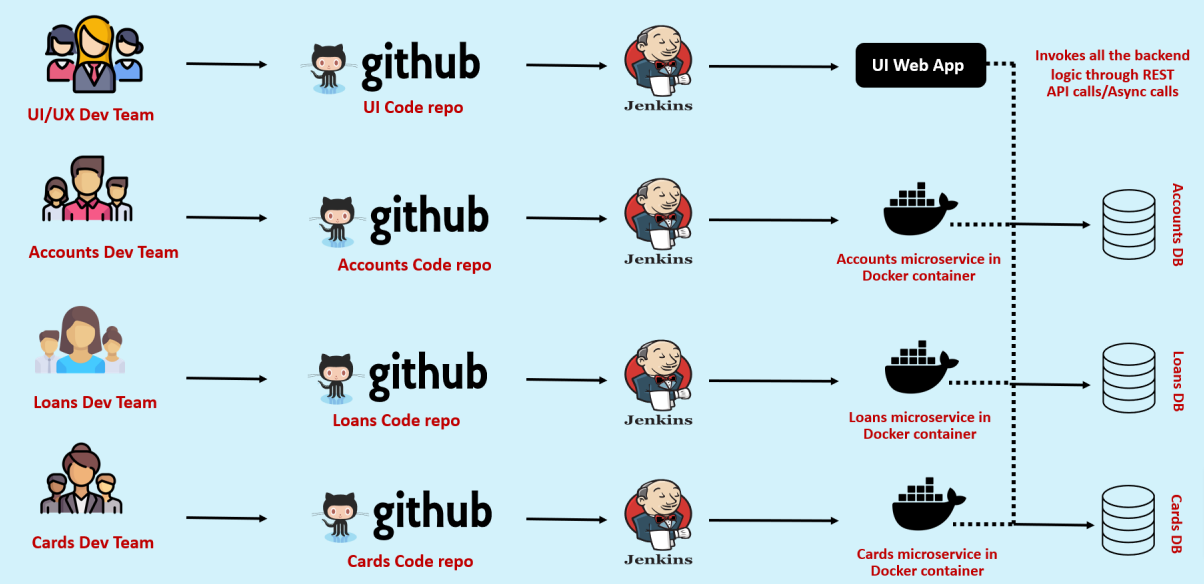 github
Jenkins
UI Web App
Invokes all the backend
logic through REST
API calls/Async calls
UI/UX Dev Team
UI Code repo
github
Jenkins
Accounts DB
Accounts Dev Team
Accounts Code repo
Accounts microservice in
Docker container
github
Jenkins
Loans DB
Loans Dev Team
Loans Code repo
Loans microservice in
Docker container
github
Jenkins
Cards DB
Cards Dev Team
Cards Code repo
Cards microservice in
Docker container